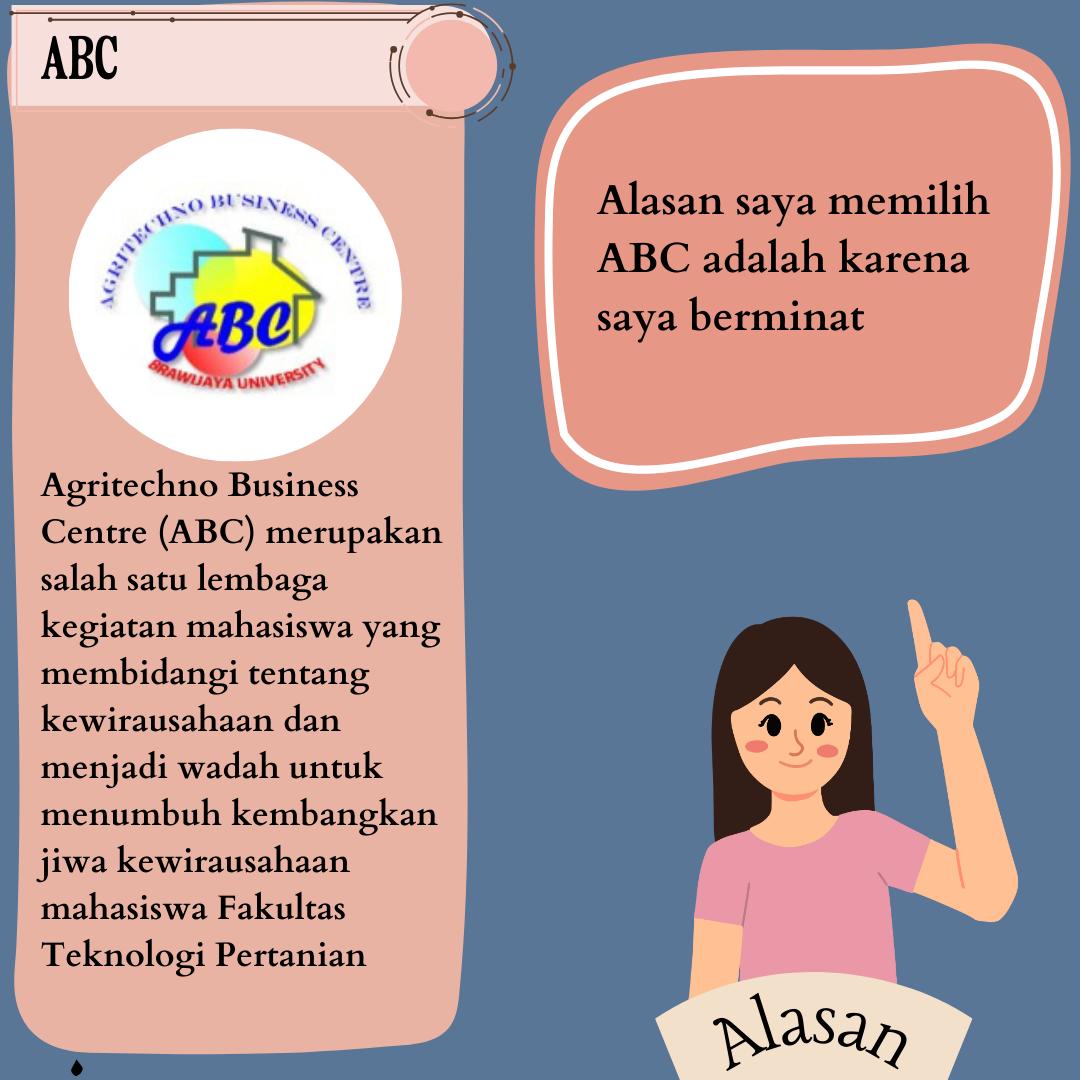 ABC
AGRITECHNO BUSINESS CENTRE
ABC
BRAWIJAYA UNIVERSITY
Agritechno Business
Centre (ABC) merupakan
salah satu lembaga
kegiatan mahasiswa yang
membidangi tentang
kewirausahaan dan
menjadi wadah untuk
menumbuh kembangkan
jiwa kewirausahaan
mahasiswa Fakultas
Teknologi Pertanian
Alasan saya memilih
ABC adalah karena
saya berminat
Alasan